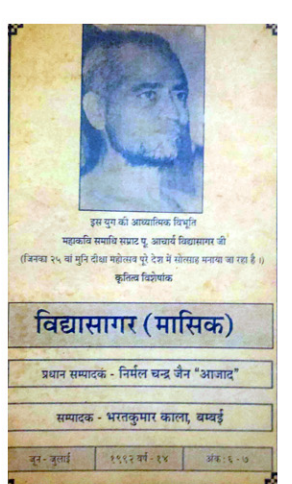 इस युग की आध्यात्मिक विभूति
महाकवि समाधि सम्राट पू. आचार्य विद्यासागर जी
(जिनका २५ वां मुनि दीक्षा महोत्सव पूरे देश में सोत्साह मनाया जा रहा है।)
कृतित्व विशेषांक
विद्यासागर (मासिक)
प्रधान सम्पादक - निर्मल चन्द्र जैन "आजाद"
सम्पादक - भरतकुमार काला, बम्बई
जून - जुलाई १९९२ वर्ष - १४ अंक : ६ - ७